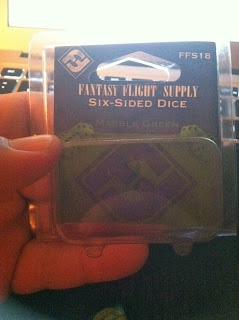 FFS18
FANTASY FLIGHT SUPPLY
SIX-SIDED DICE
MARBLE GREEN